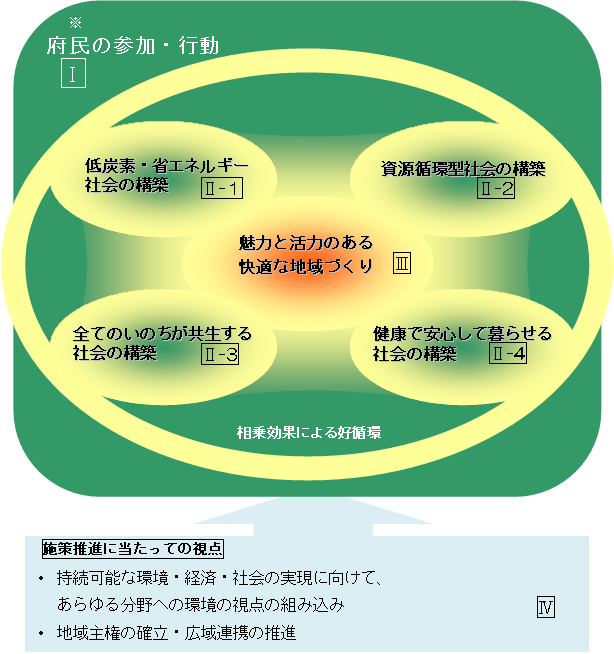 ※
府民の参加・行動
Ⅰ
低炭素・省エネルギー
社会の構築 Ⅱ-1
資源循環型社会の構築
Ⅱ-2
魅力と活力のある
快適な地域づくり Ⅲ
全てのいのちが共生する
社会の構築 Ⅱ-3
健康で安心して暮らせる
社会の構築 Ⅱ-4
相乗効果による好循環
施策推進に当たっての視点
• 持続可能な環境・経済・社会の実現に向けて、
あらゆる分野への環境の視点の組み込み Ⅳ
• 地域主権の確立・広域連携の推進